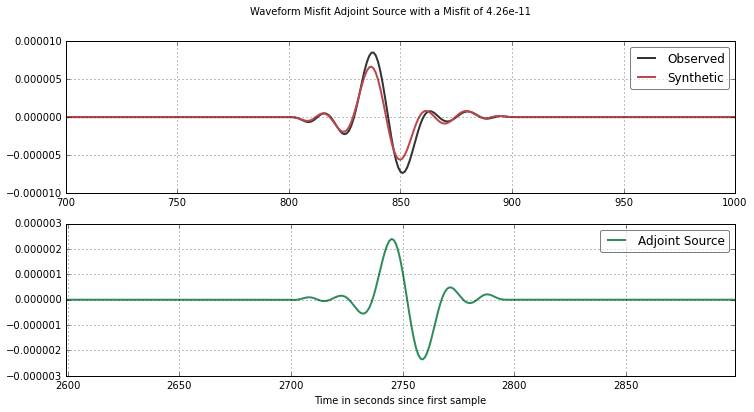 Waveform Misfit Adjoint Source with a Misfit of 4.26e-11
0.000010
0.000005
0.000000
−0.000005
−0.000010
Observed
Synthetic
700 750 800 850 900 950 1000
0.000003
0.000002
0.000001
0.000000
−0.000001
−0.000002
−0.000003
Adjoint Source
2600 2650 2700 2750 2800 2850
Time in seconds since first sample